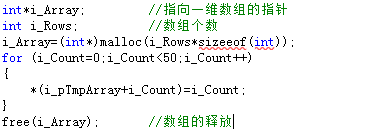 int*i_Array;          //指向一维数组的指针
int i_Rows;           //数组个数
i_Array=(int*)malloc(i_Rows*sizeeof(int));
for (i_Count=0;i_Count<50;i_Count++)
{
    *(i_pTmpArray+i_Count)=i_Count;
}
free(i_Array);        //数组的释放